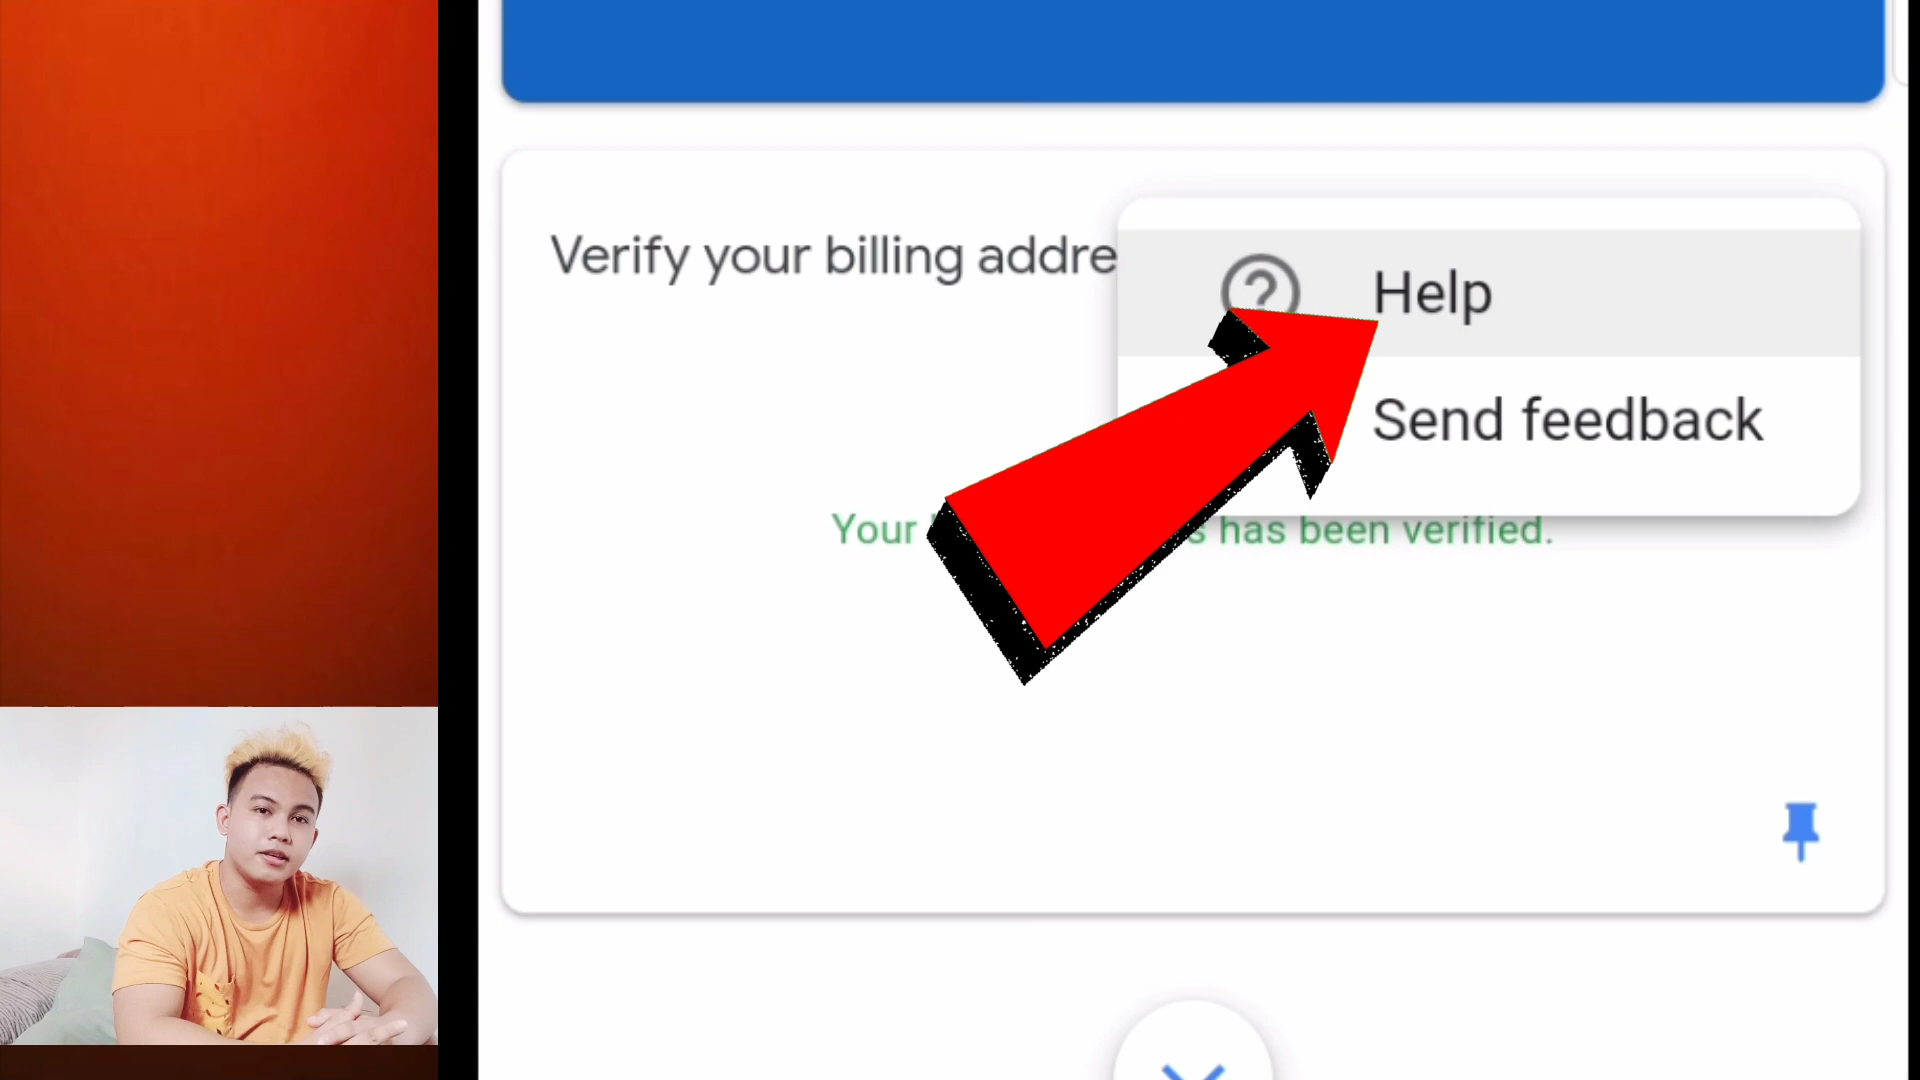 Verify your billing addre
Help
Send feedback
Your s has been verified.